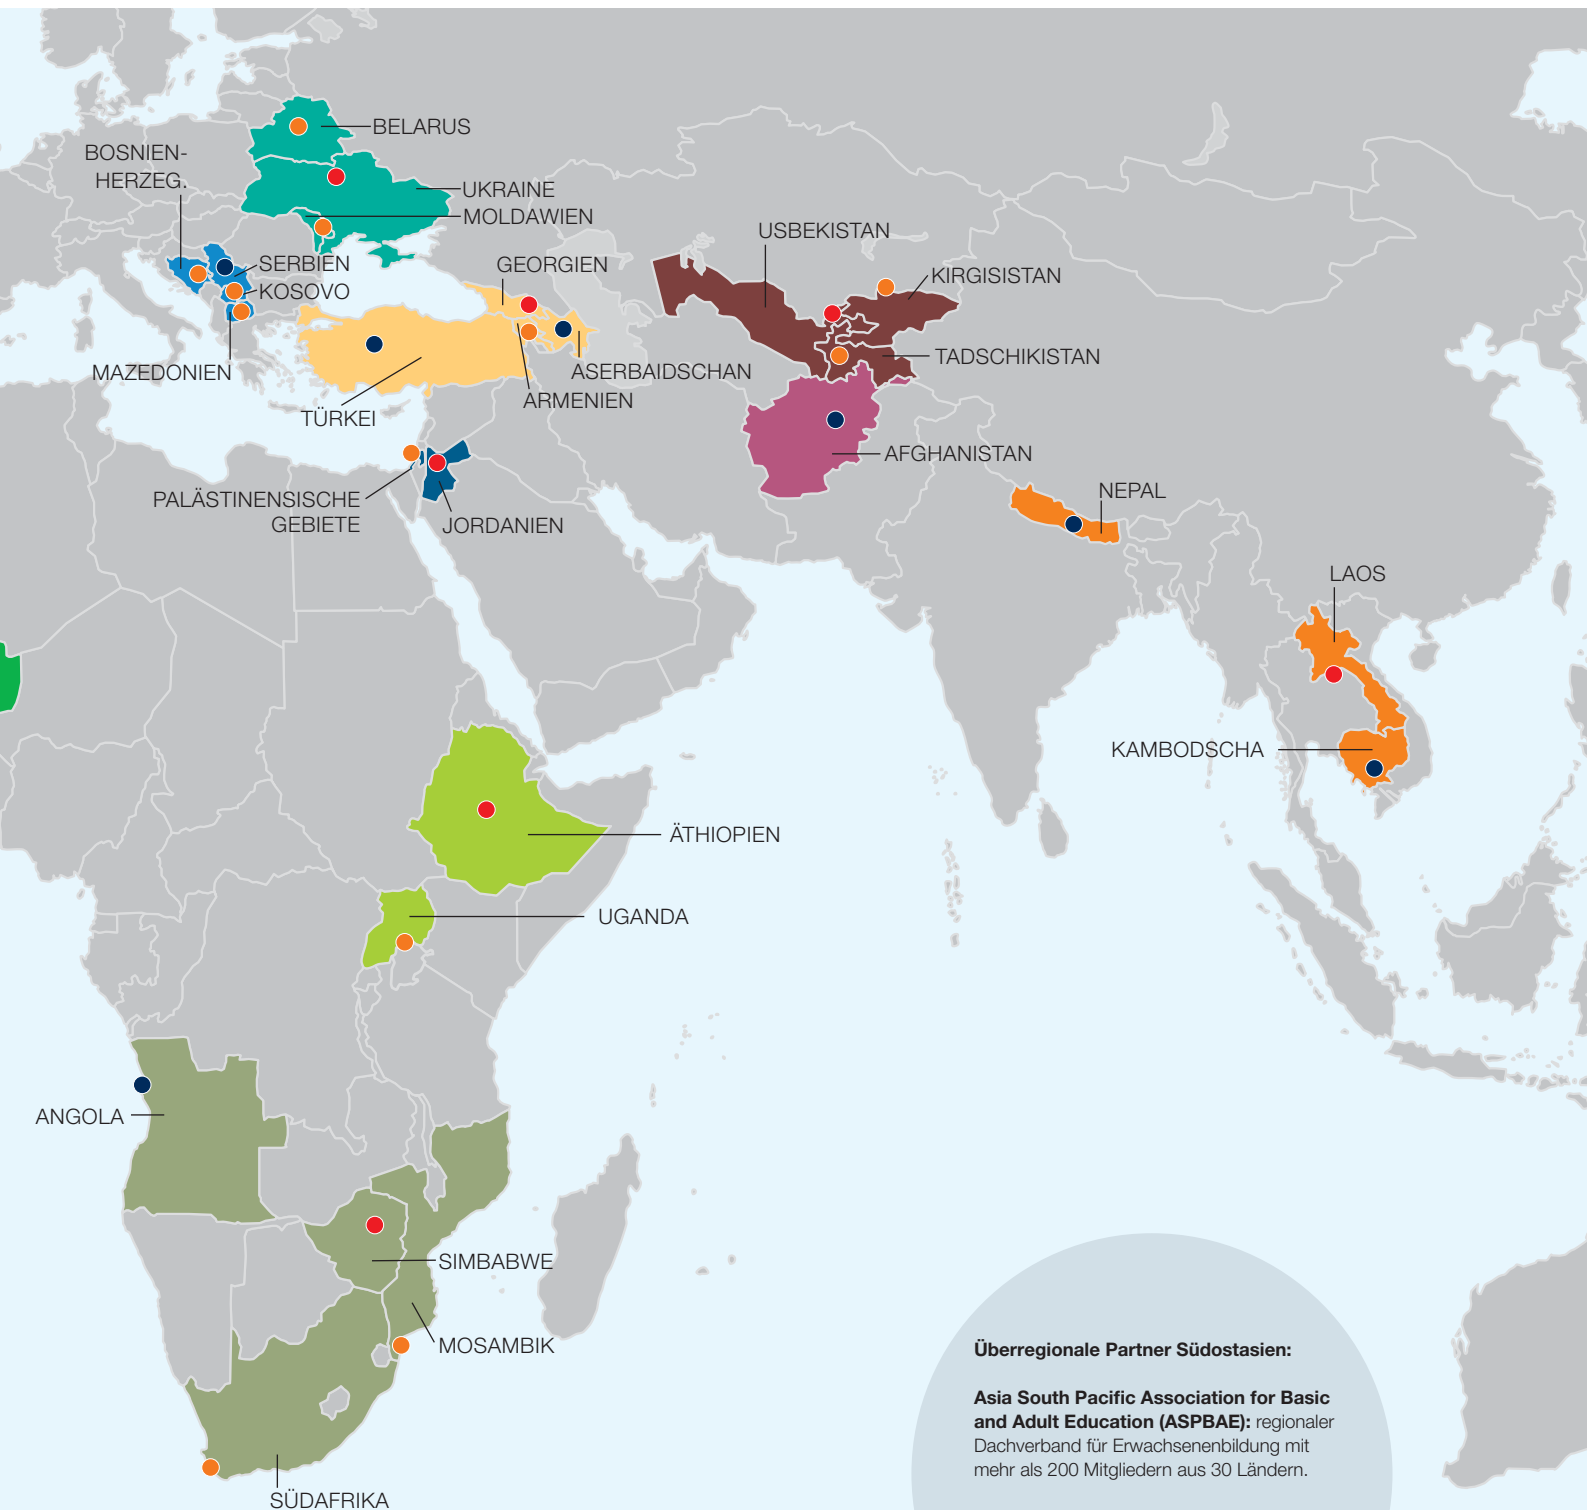 BELARUS
BOSNIEN-
HERZEG.
UKRAINE
MOLDAWIEN
USBEKISTAN
SERBIEN
GEORGIEN
KIRGISISTAN
KOSOVO
TADSCHIKISTAN
MAZEDONIEN
ASERBAIDSCHAN
ARMENIEN
TÜRKEI
AFGHANISTAN
PALÄSTINENSISCHE
GEBIETE
JORDANIEN
NEPAL
LAOS
KAMBODSCHA
ÄTHIOPIEN
UGANDA
ANGOLA
SIMBABWE
MOSAMBIK
SÜDAFRIKA
Überregionale Partner Südostasien:
Asia South Pacific Association for Basic
and Adult Education (ASPBAE): regionaler
Dachverband für Erwachsenenbildung mit
mehr als 200 Mitgliedern aus 30 Ländern.